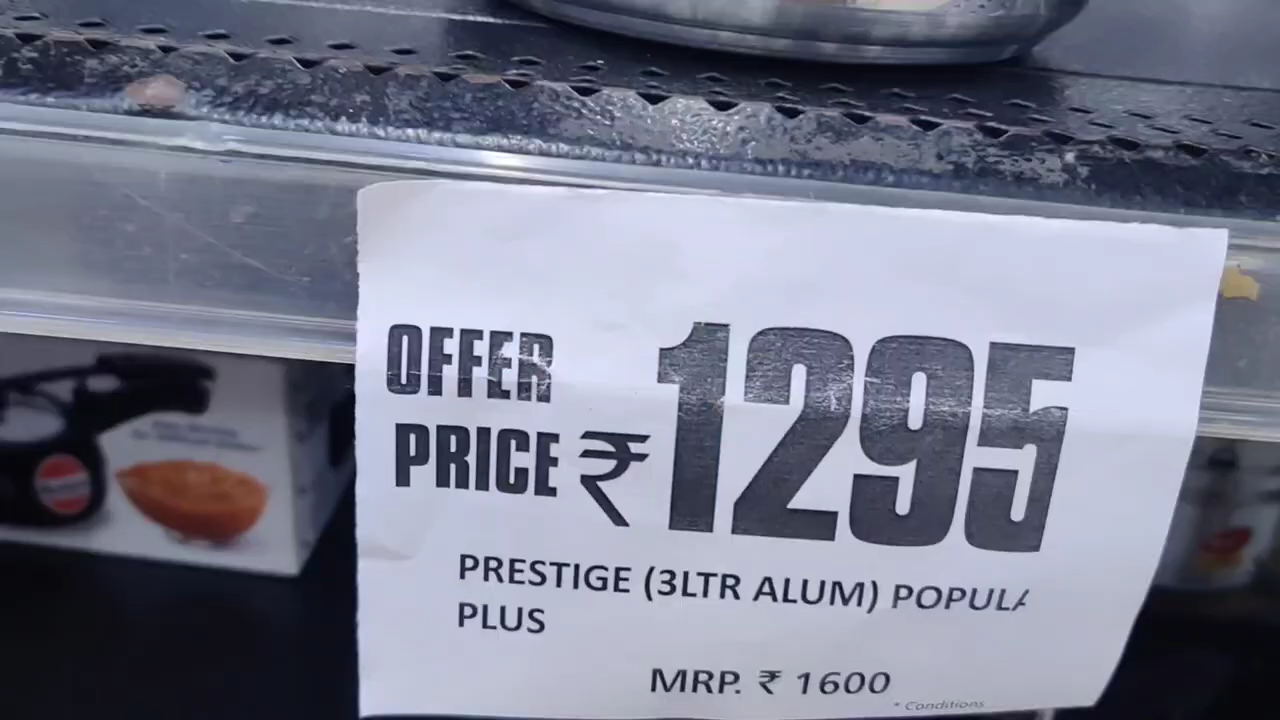 OFFER
PRICE ₹1295
PRESTIGE (3LTR ALUM) POPULA
PLUS
MRP. ₹ 1600
* Conditions